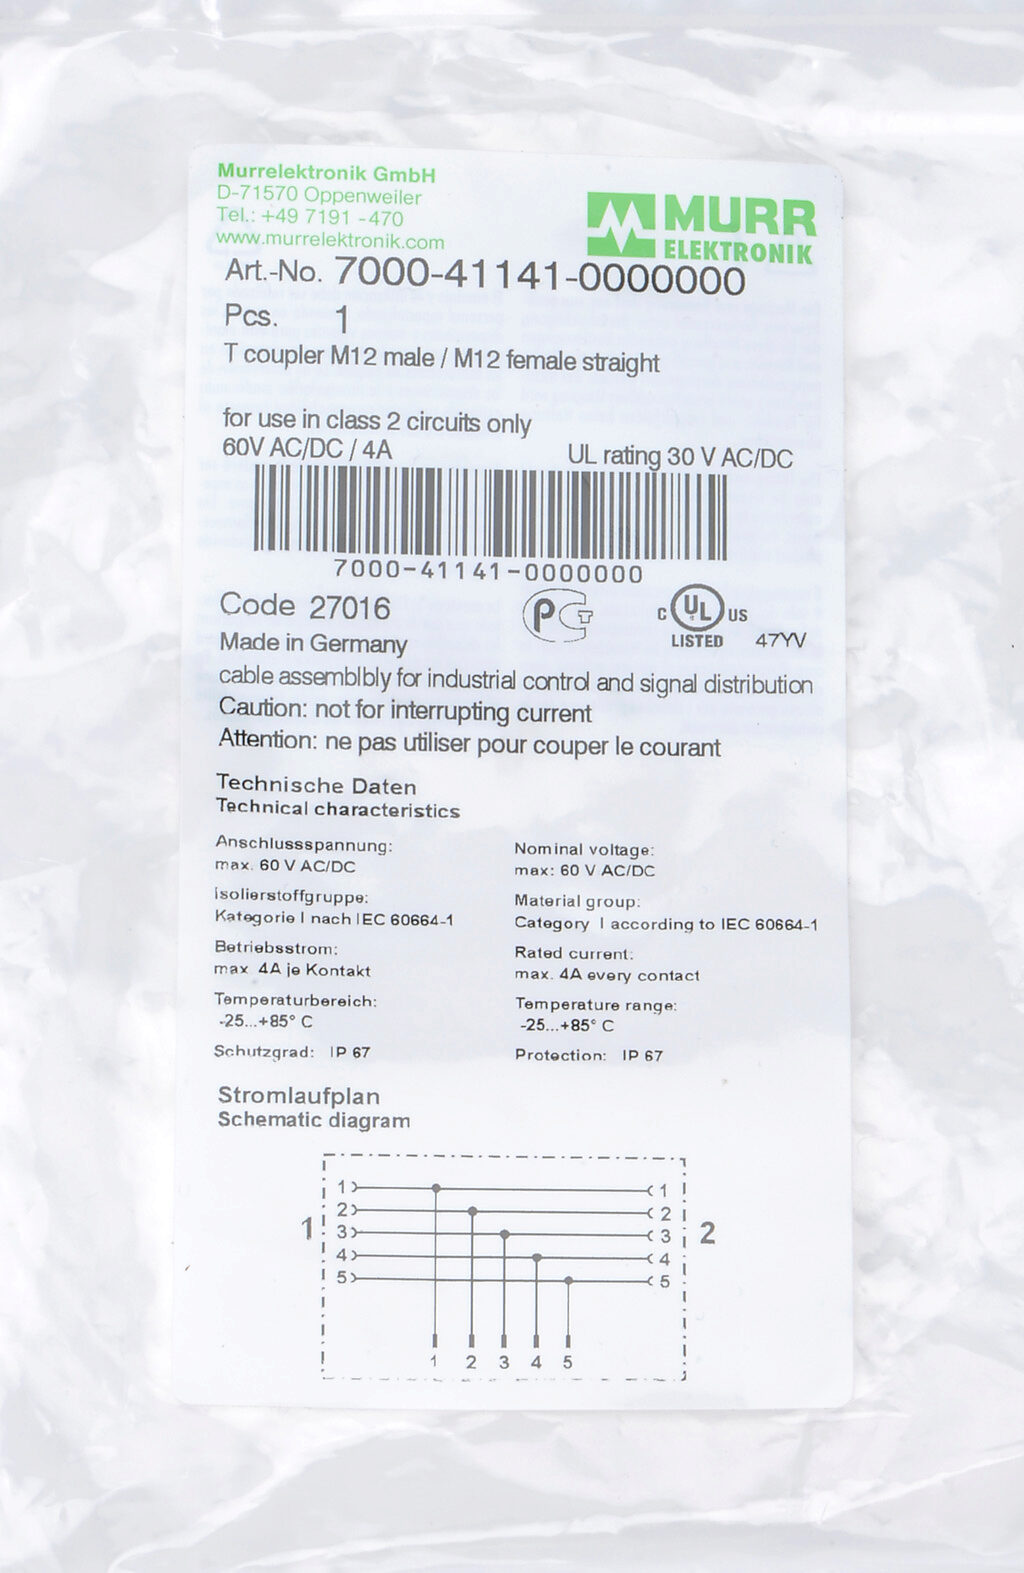 Murrelektronik GmbH
D-71570 Oppenweiler
Tel.: +49 7191 -470
www.murrelektronik.com
MURR
ELEKTRONIK
Art.-No. 7000-41141-0000000
Pcs. 1
T coupler M12 male / M12 female straight
for use in class 2 circuits only
60V AC/DC / 4A UL rating 30 V AC/DC
7000-41141-0000000
Code 27016
PCT
C UL US
LISTED 47YV
Made in Germany
cable assemblbly for industrial control and signal distribution
Caution: not for interrupting current
Attention: ne pas utiliser pour couper le courant
Technische Daten
Technical characteristics
Anschlussspannung:
max. 60 V AC/DC
Isolierstoffgruppe:
Kategorie I nach IEC 60664-1
Betriebsstrom:
max. 4A je Kontakt
Temperaturbereich:
-25...+85° C
Schutzgrad: IP 67
Nominal voltage:
max: 60 V AC/DC
Material group:
Category I according to IEC 60664-1
Rated current:
max. 4A every contact
Temperature range:
-25...+85° C
Protection: IP 67
Stromlaufplan
Schematic diagram
1 1
2 2
1 3 3 2
4 4
5 5
1 2 3 4 5